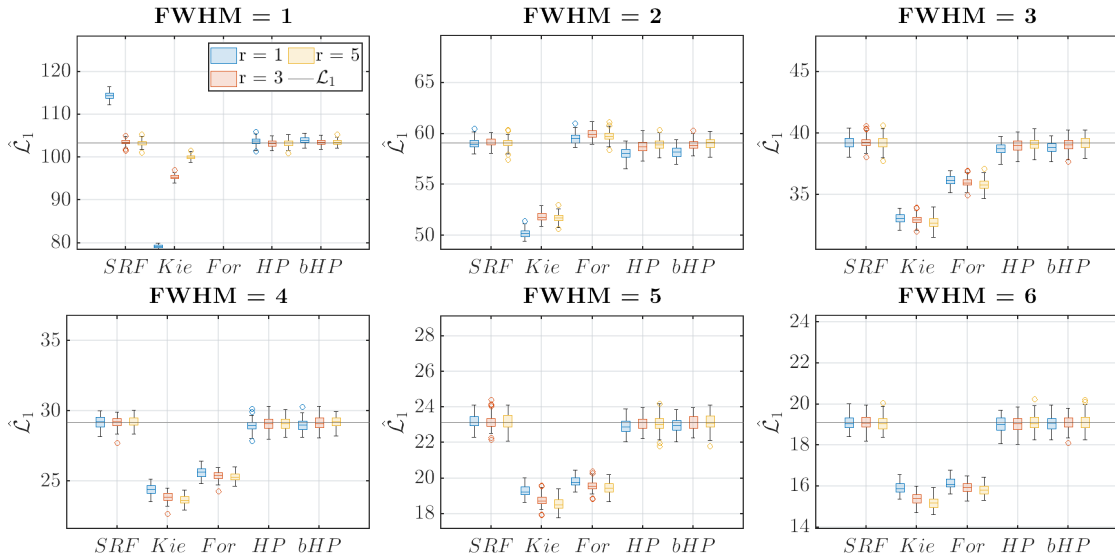 FWHM = 1
120
110
100
90
80
ℒ̂₁
r = 1 r = 5
r = 3 ℒ₁
SRF Kie For HP bHP
FWHM = 2
65
60
55
50
ℒ̂₁
SRF Kie For HP bHP
FWHM = 3
45
40
35
ℒ̂₁
SRF Kie For HP bHP
FWHM = 4
35
30
25
ℒ̂₁
SRF Kie For HP bHP
FWHM = 5
28
26
24
22
20
18
ℒ̂₁
SRF Kie For HP bHP
FWHM = 6
24
22
20
18
16
14
ℒ̂₁
SRF Kie For HP bHP